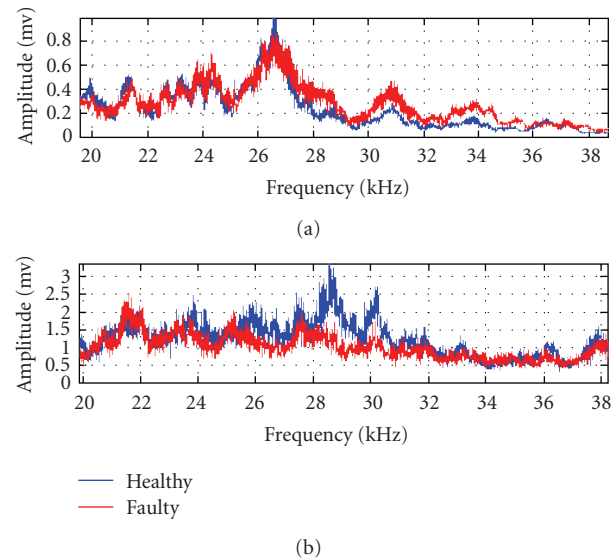 Amplitude (mv)
0.8
0.6
0.4
0.2
0
20 22 24 26 28 30 32 34 36 38
Frequency (kHz)
(a)
Amplitude (mv)
3
2.5
2
1.5
1
0.5
0
20 22 24 26 28 30 32 34 36 38
Frequency (kHz)
Healthy
Faulty
(b)